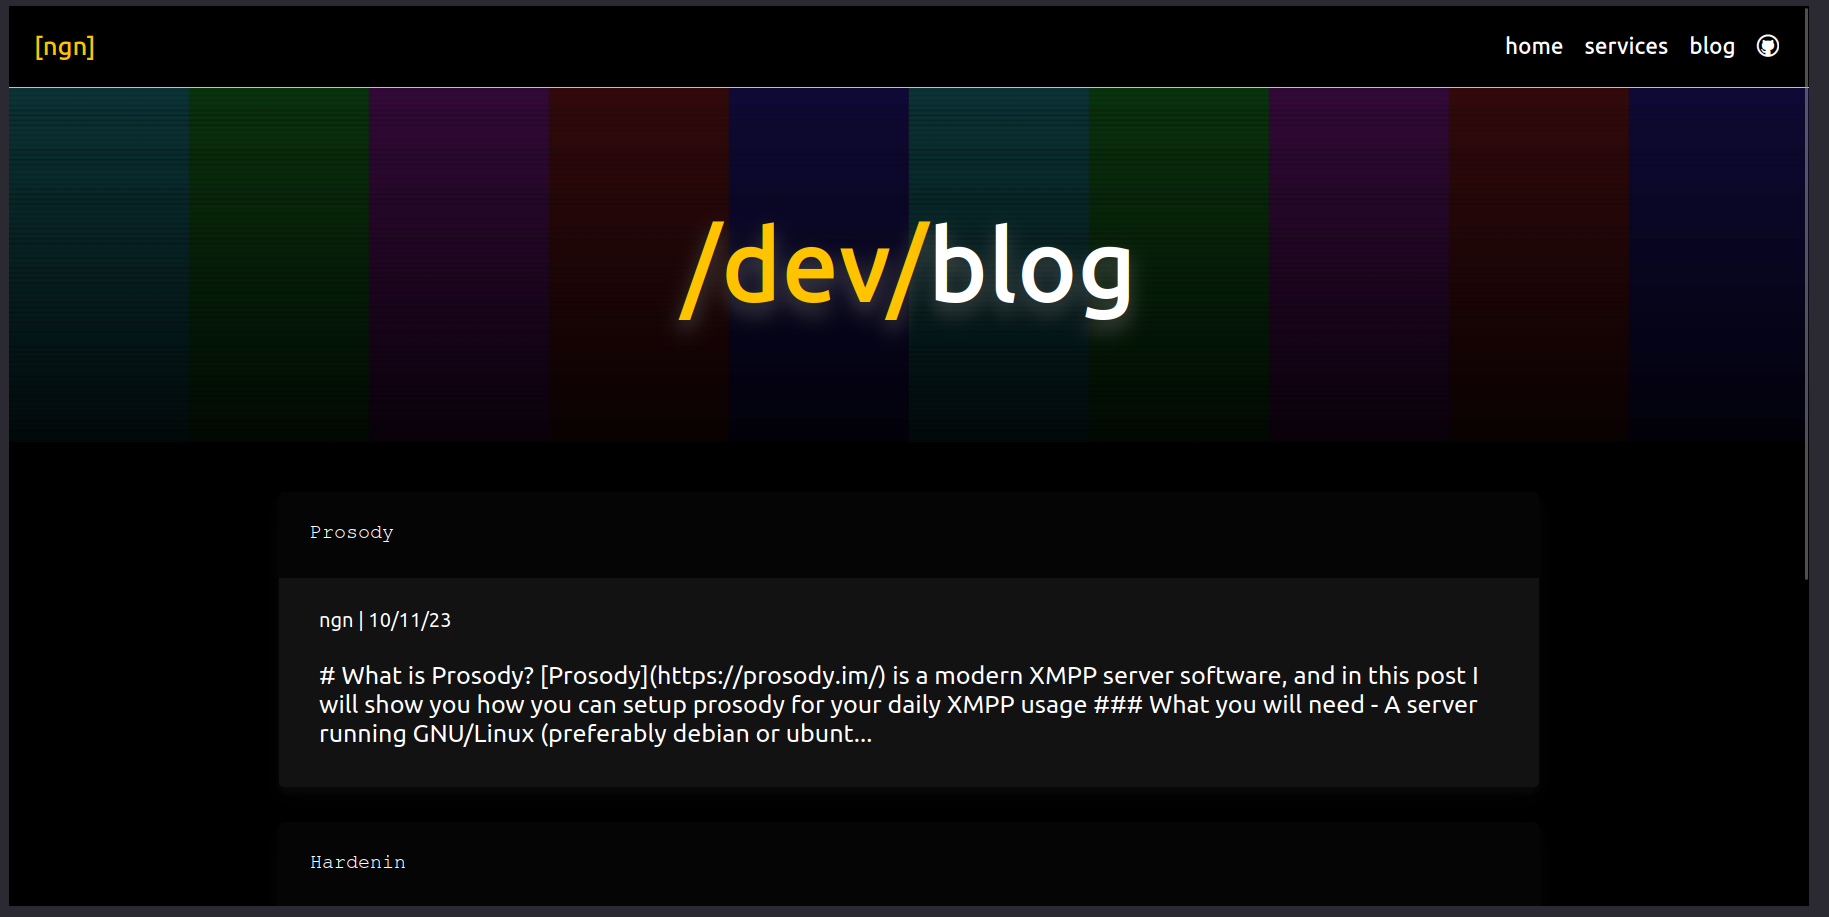 [ngn]
home services blog
/dev/blog
Prosody
ngn | 10/11/23
# What is Prosody? [Prosody](https://prosody.im/) is a modern XMPP server software, and in this post I
will show you how you can setup prosody for your daily XMPP usage ### What you will need - A server
running GNU/Linux (preferably debian or ubunt...
Hardenin